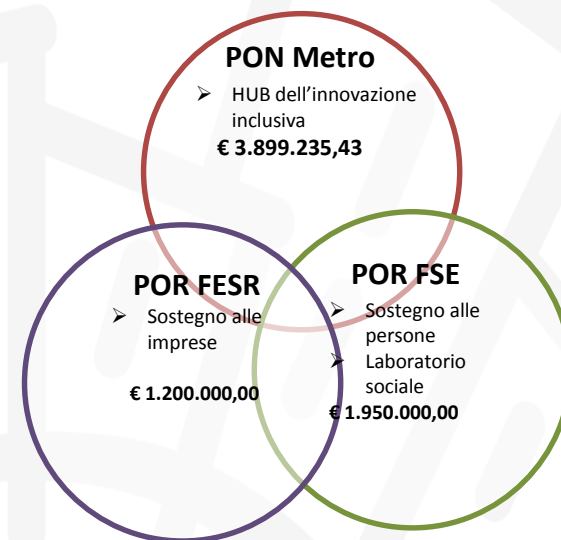 PON Metro
➢ HUB dell'innovazione
inclusiva
€ 3.899.235,43
POR FESR
➢ Sostegno alle
imprese
€ 1.200.000,00
POR FSE
➢ Sostegno alle
persone
➢ Laboratorio
sociale
€ 1.950.000,00